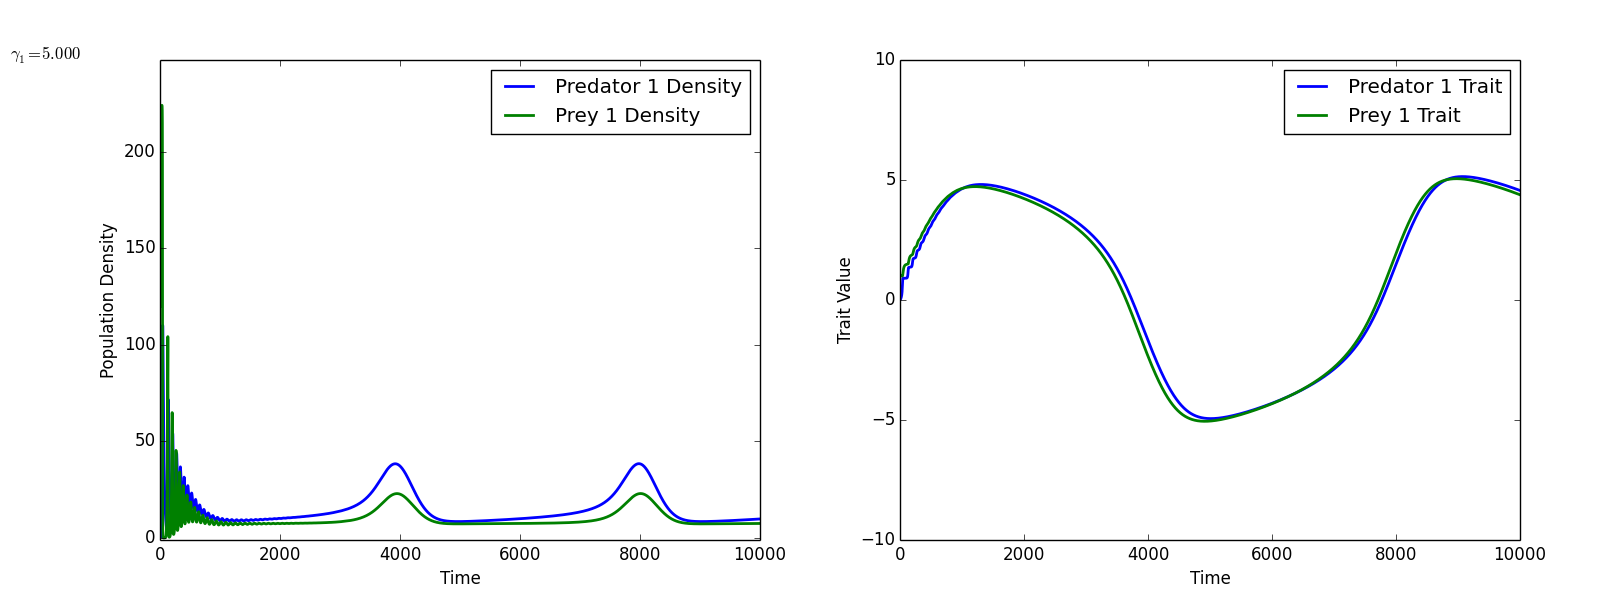 γ₁=5.000
Predator 1 Density
Prey 1 Density
200
150
100
50
0
Population Density
0 2000 4000 6000 8000 10000
Time
Predator 1 Trait
Prey 1 Trait
10
5
0
−5
−10
Trait Value
0 2000 4000 6000 8000 10000
Time